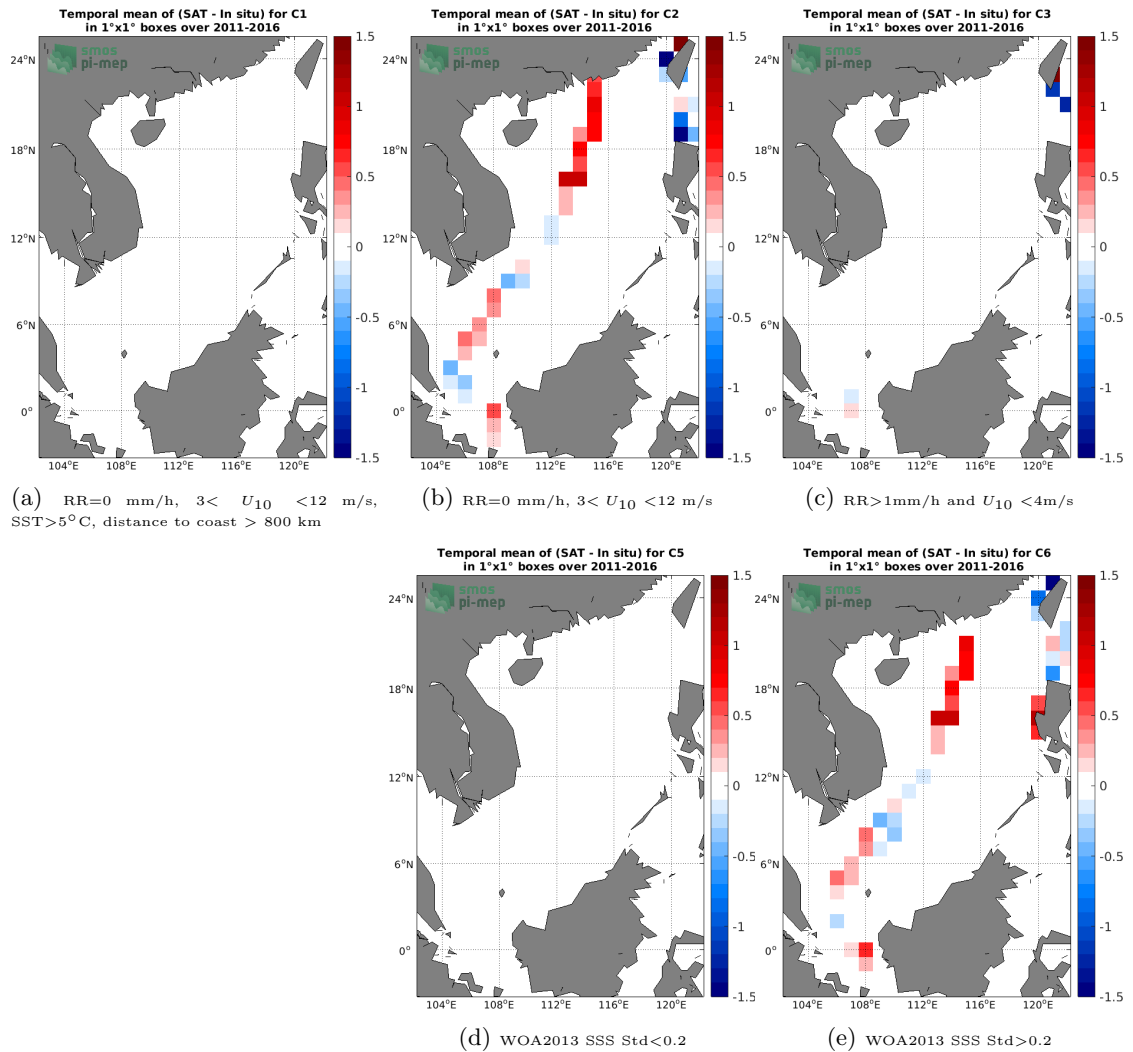 Temporal mean of (SAT - In situ) for C1
in 1°x1° boxes over 2011-2016
smos
pi-mep
24°N
18°N
12°N
6°N
0°
104°E
108°E
112°E
116°E
120°E
1.5
1
0.5
0
-0.5
-1
-1.5
(a) RR=0 mm/h, 3< U10 <12 m/s,
SST>5°C, distance to coast > 800 km
Temporal mean of (SAT - In situ) for C2
in 1°x1° boxes over 2011-2016
smos
pi-mep
24°N
18°N
12°N
6°N
0°
104°E
108°E
112°E
116°E
120°E
1.5
1
0.5
0
-0.5
-1
-1.5
(b) RR=0 mm/h, 3< U10 <12 m/s
Temporal mean of (SAT - In situ) for C3
in 1°x1° boxes over 2011-2016
smos
pi-mep
24°N
18°N
12°N
6°N
0°
104°E
108°E
112°E
116°E
120°E
1.5
1
0.5
0
-0.5
-1
-1.5
(c) RR>1mm/h and U10 <4m/s
Temporal mean of (SAT - In situ) for C5
in 1°x1° boxes over 2011-2016
smos
pi-mep
24°N
18°N
12°N
6°N
0°
104°E
108°E
112°E
116°E
120°E
1.5
1
0.5
0
-0.5
-1
-1.5
(d) WOA2013 SSS Std<0.2
Temporal mean of (SAT - In situ) for C6
in 1°x1° boxes over 2011-2016
smos
pi-mep
24°N
18°N
12°N
6°N
0°
104°E
108°E
112°E
116°E
120°E
1.5
1
0.5
0
-0.5
-1
-1.5
(e) WOA2013 SSS Std>0.2